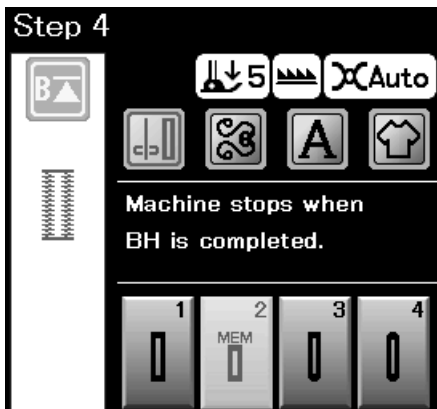 Step 4
B
5
Auto
A
Machine stops when
BH is completed.
1 2 3 4
MEM